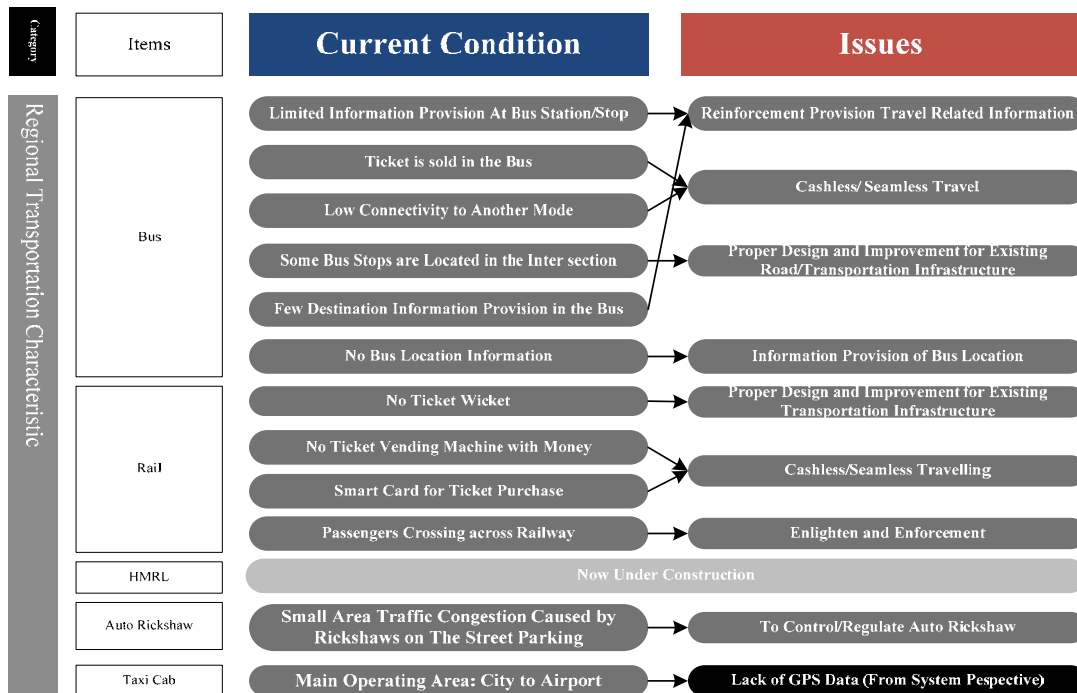 Category
Items
Current Condition
Issues
Regional Transportation Characteristic
Bus
Limited Information Provision At Bus Station/Stop
Reinforcement Provision Travel Related Information
Ticket is sold in the Bus
Cashless/ Seamless Travel
Low Connectivity to Another Mode
Some Bus Stops are Located in the Inter section
Proper Design and Improvement for Existing
Road/Transportation Infrastructure
Few Destination Information Provision in the Bus
No Bus Location Information
Information Provision of Bus Location
Rail
No Ticket Wicket
Proper Design and Improvement for Existing
Transportation Infrastructure
No Ticket Vending Machine with Money
Cashless/Seamless Travelling
Smart Card for Ticket Purchase
Passengers Crossing across Railway
Enlighten and Enforcement
HMRL
Now Under Construction
Auto Rickshaw
Small Area Traffic Congestion Caused by
Rickshaws on The Street Parking
To Control/Regulate Auto Rickshaw
Taxi Cab
Main Operating Area: City to Airport
Lack of GPS Data (From System Pespective)